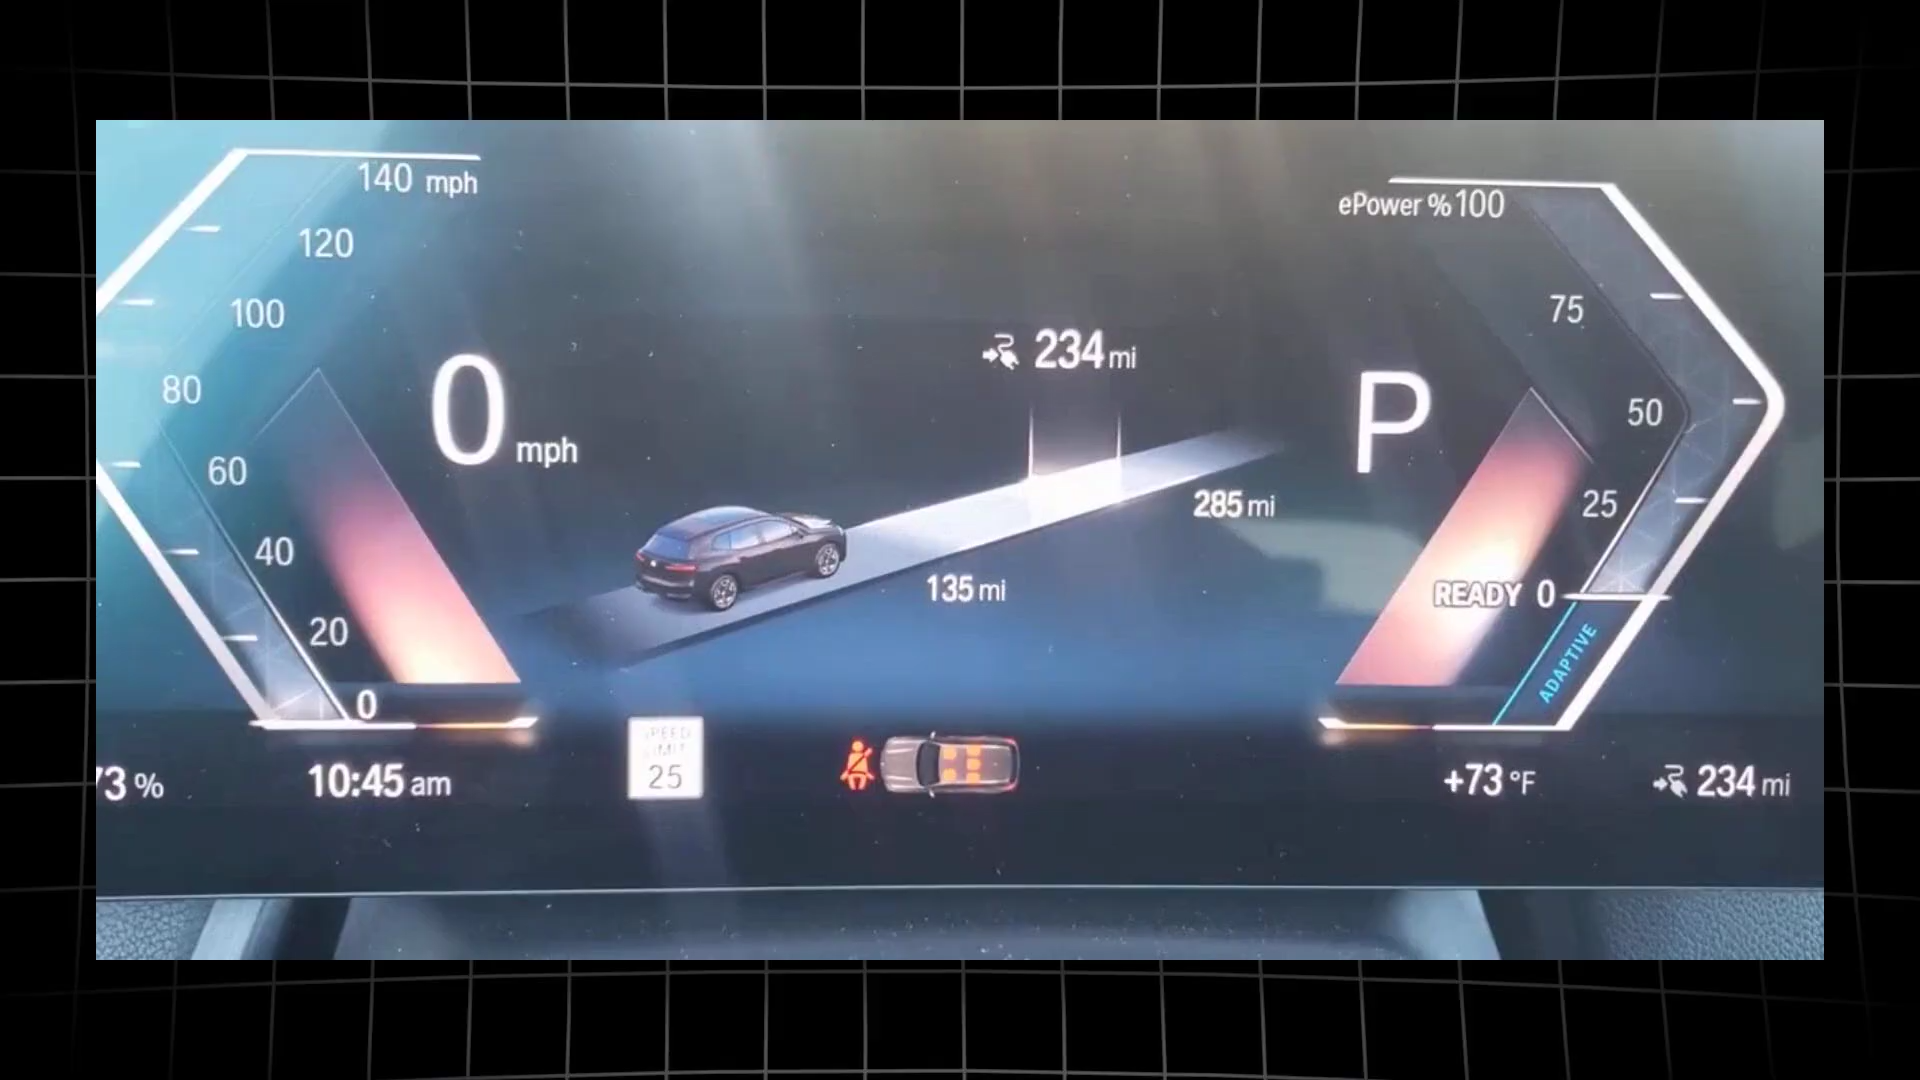 140 mph
120
100
80
60
40
20
0
0 mph
234 mi
285 mi
135 mi
P
ePower % 100
75
50
25
READY 0
ADAPTIVE
73 %
10:45 am
SPEED
LIMIT
25
+73 °F
234 mi